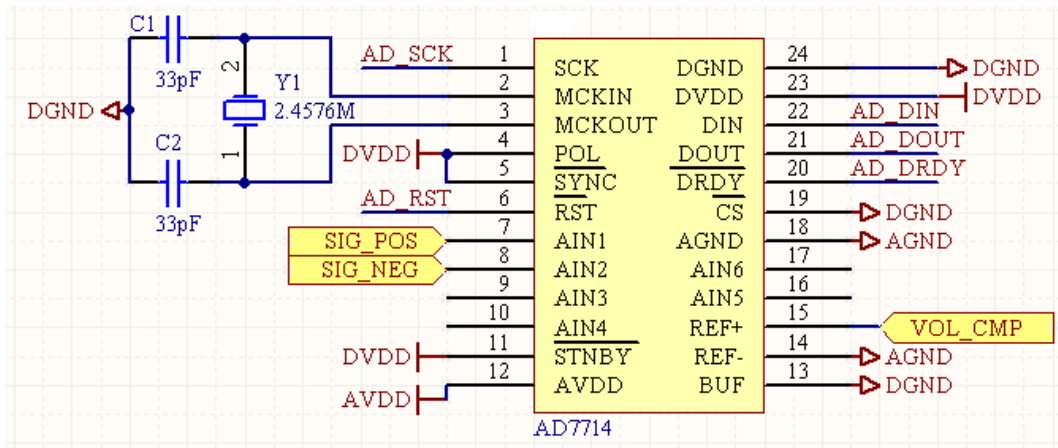 C1
33pF
DGND
2
Y1
2.4576M
1
C2
33pF
AD_SCK
DVDD
AD_RST
SIG_POS
SIG_NEG
DVDD
AVDD
1 SCK
2 MCKIN
3 MCKOUT
4 POL
5 SYNC
6 RST
7 AIN1
8 AIN2
9 AIN3
10 AIN4
11 STNBY
12 AVDD
DGND 24
DVDD 23
DIN 22
DOUT 21
DRDY 20
CS 19
AGND 18
AIN6 17
AIN5 16
REF+ 15
REF- 14
BUF 13
DGND
DVDD
AD_DIN
AD_DOUT
AD_DRDY
DGND
AGND
VOL_CMP
AGND
DGND
AD7714